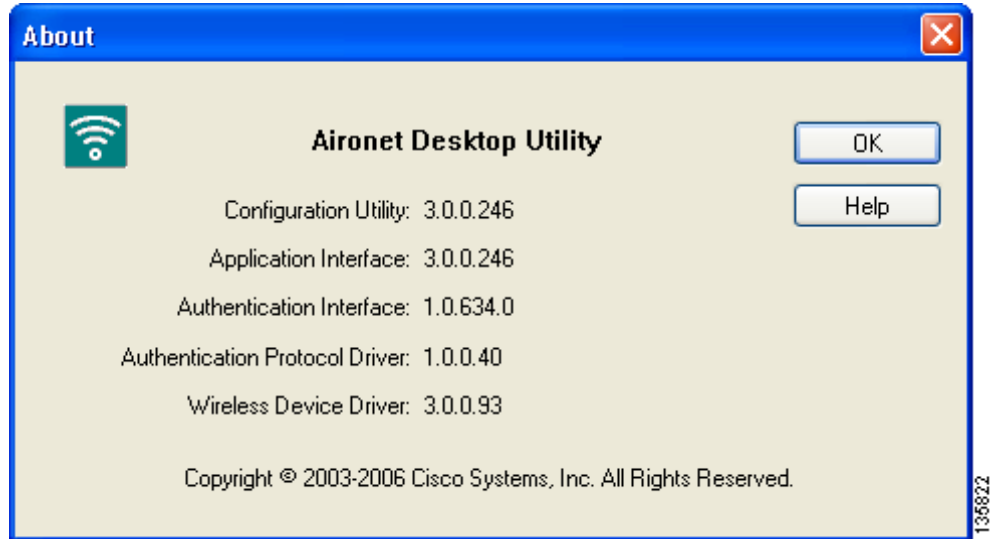 About
Aironet Desktop Utility
OK
Help
Configuration Utility: 3.0.0.246
Application Interface: 3.0.0.246
Authentication Interface: 1.0.634.0
Authentication Protocol Driver: 1.0.0.40
Wireless Device Driver: 3.0.0.93
Copyright © 2003-2006 Cisco Systems, Inc. All Rights Reserved.
135822